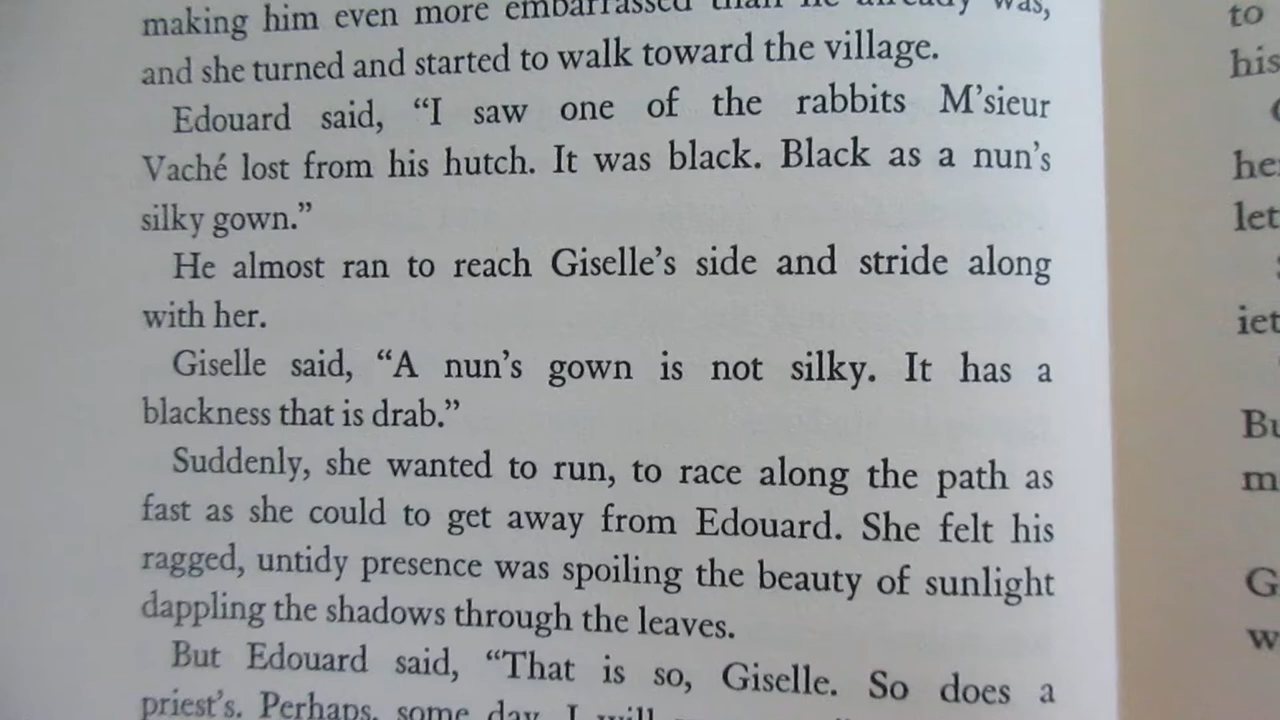 making him even more embarrassed than he already was,
and she turned and started to walk toward the village.
Edouard said, “I saw one of the rabbits M’sieur
Vaché lost from his hutch. It was black. Black as a nun’s
silky gown.”
He almost ran to reach Giselle’s side and stride along
with her.
Giselle said, “A nun’s gown is not silky. It has a
blackness that is drab.”
Suddenly, she wanted to run, to race along the path as
fast as she could to get away from Edouard. She felt his
ragged, untidy presence was spoiling the beauty of sunlight
dappling the shadows through the leaves.
But Edouard said, “That is so, Giselle. So does a
priest’s. Perhaps, some day, I will
to
his
let
Bu
m
G
w